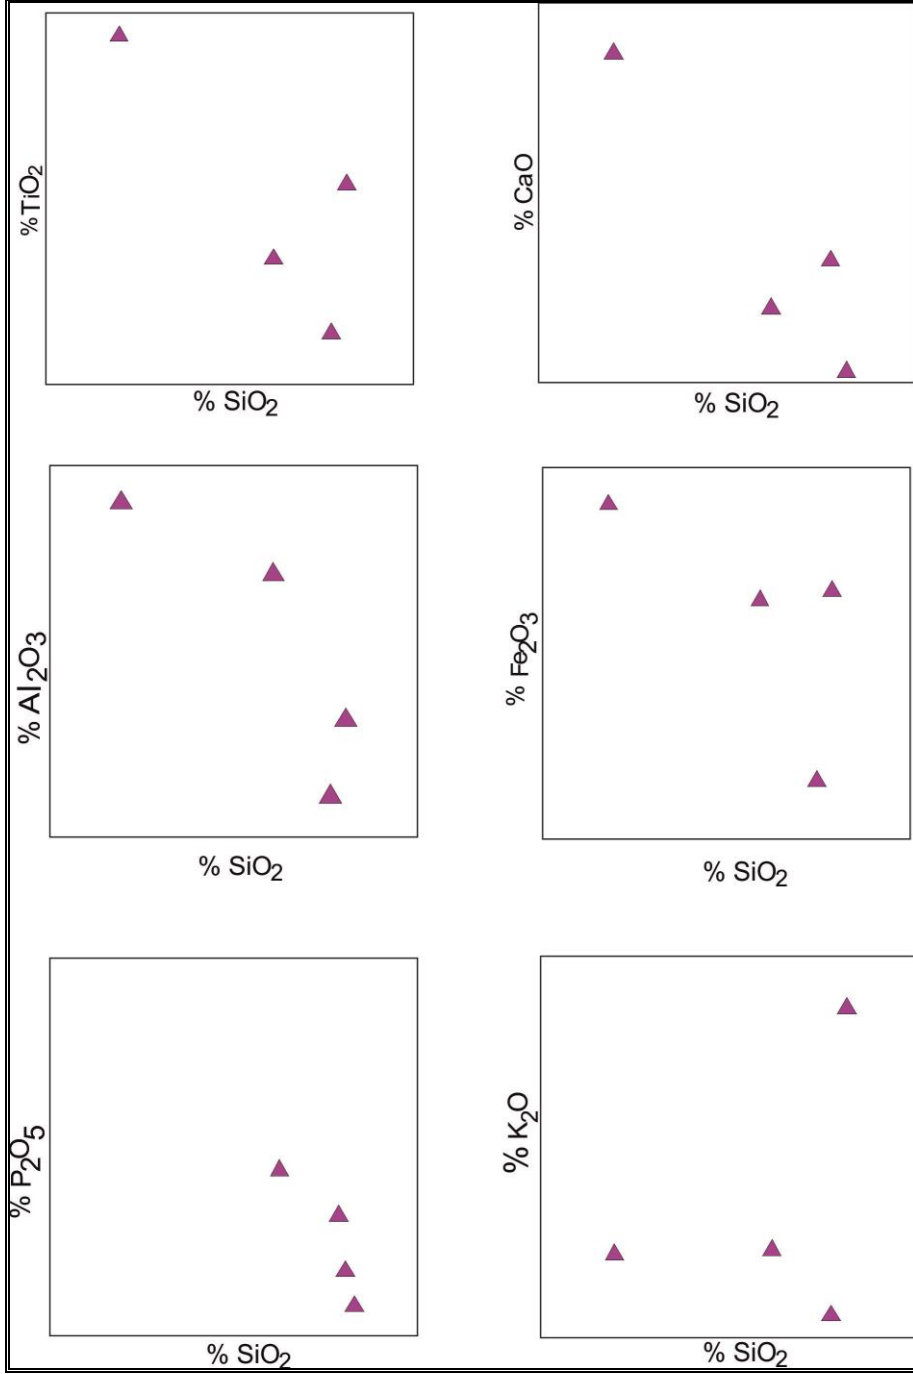 %TiO2
% SiO2
% CaO
% SiO2
% Al2O3
% SiO2
% Fe2O3
% SiO2
% P2O5
% SiO2
% K2O
% SiO2